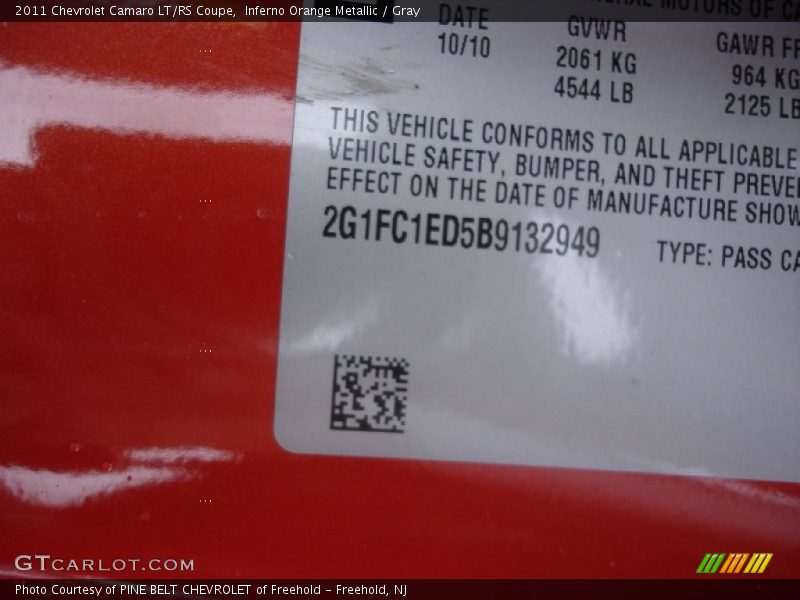 2011 Chevrolet Camaro LT/RS Coupe,  Inferno Orange Metallic / Gray
MOTORS OF
DATE GVWR GAWR
10/10 2061 KG 964 KG
4544 LB 2125 LB
THIS VEHICLE CONFORMS TO ALL APPLICABLE
VEHICLE SAFETY, BUMPER, AND THEFT PREVE
EFFECT ON THE DATE OF MANUFACTURE SHOW
2G1FC1ED5B9132949 TYPE: PASS CA
GTCARLOT.COM
Photo Courtesy of PINE BELT CHEVROLET of Freehold - Freehold, NJ